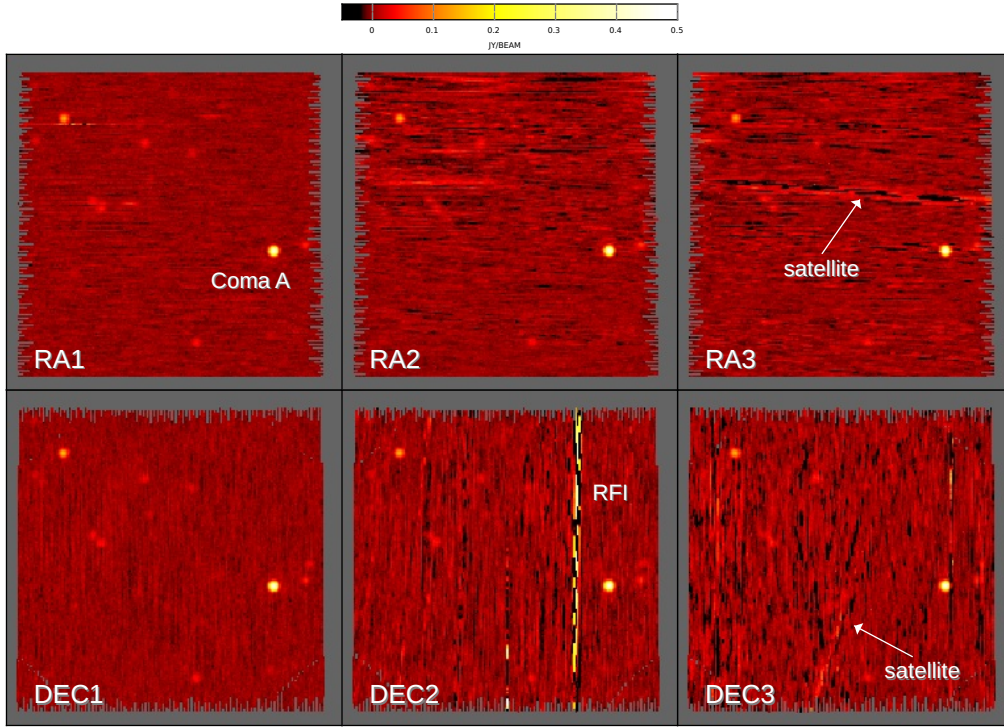 0 0.1 0.2 0.3 0.4 0.5
JY/BEAM
Coma A
satellite
RA1 RA2 RA3
RFI
satellite
DEC1 DEC2 DEC3